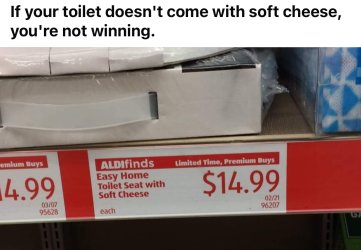 If your toilet doesn't come with soft cheese,
you're not winning.
emium Buys
4.99
03/07
95628
ALDIfinds
Limited Time, Premium Buys
Easy Home
Toilet Seat with
Soft Cheese
each
$14.99
02/21
96207